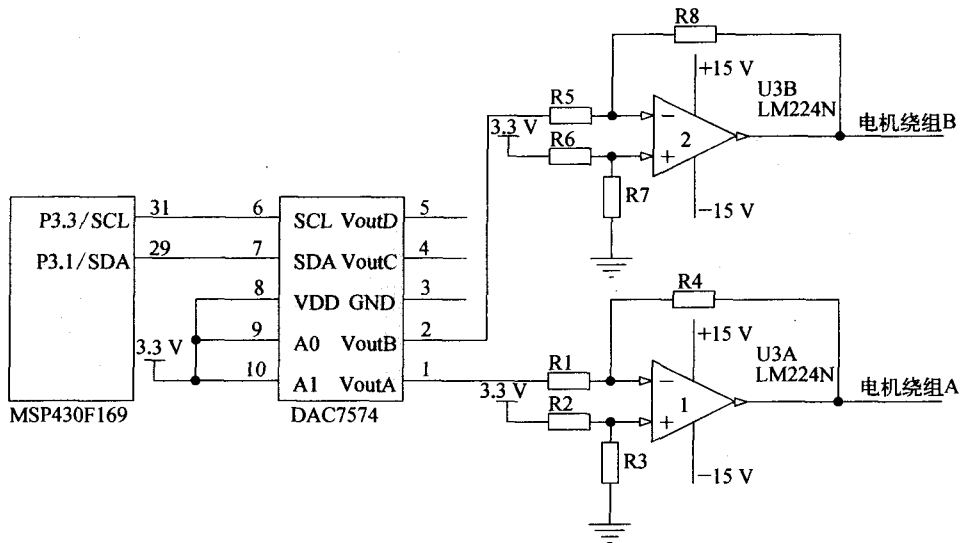 R8
+15 V
U3B
LM224N
R5
3.3 V
R6
2
电机绕组B
R7
−15 V
P3.3/SCL 31 6 SCL VoutD 5
P3.1/SDA 29 7 SDA VoutC 4
8 VDD GND 3
9 A0 VoutB 2
3.3 V 10 A1 VoutA 1
MSP430F169
DAC7574
R4
+15 V
U3A
LM224N
R1
3.3 V
R2
1
电机绕组A
R3
−15 V